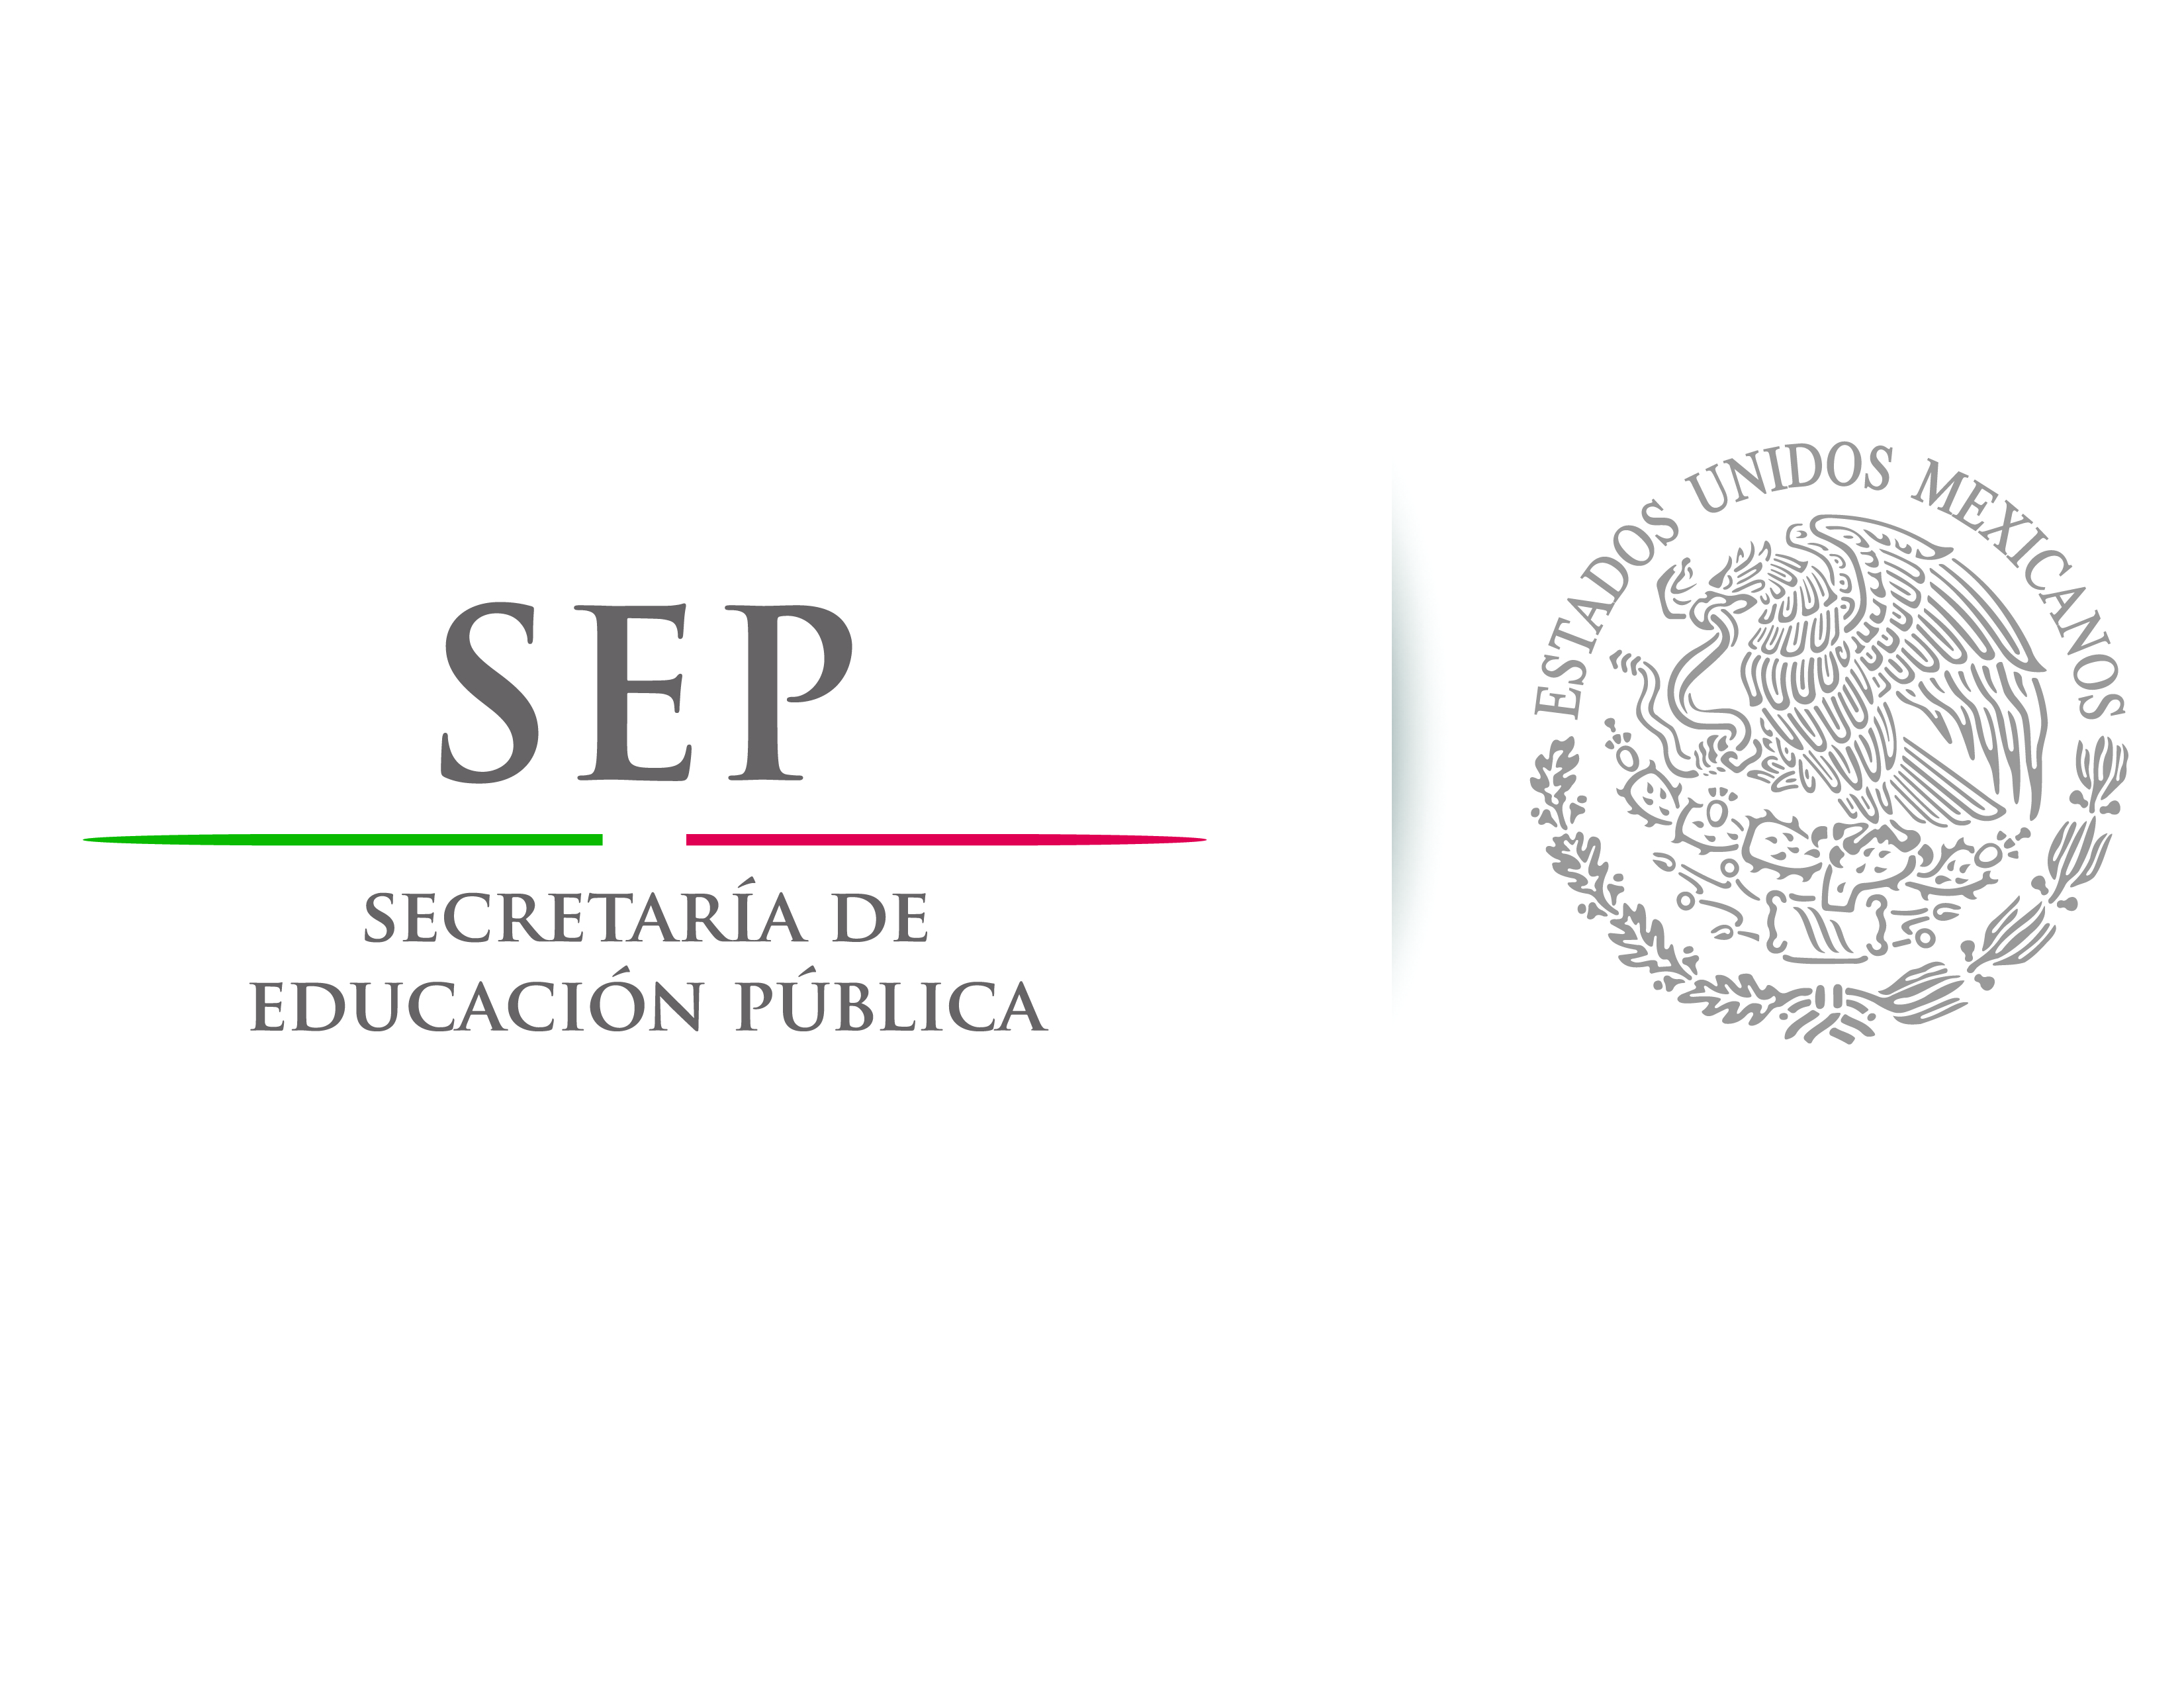 SEP
SECRETARÍA DE
EDUCACIÓN PÚBLICA
ESTADOS UNIDOS MEXICANOS